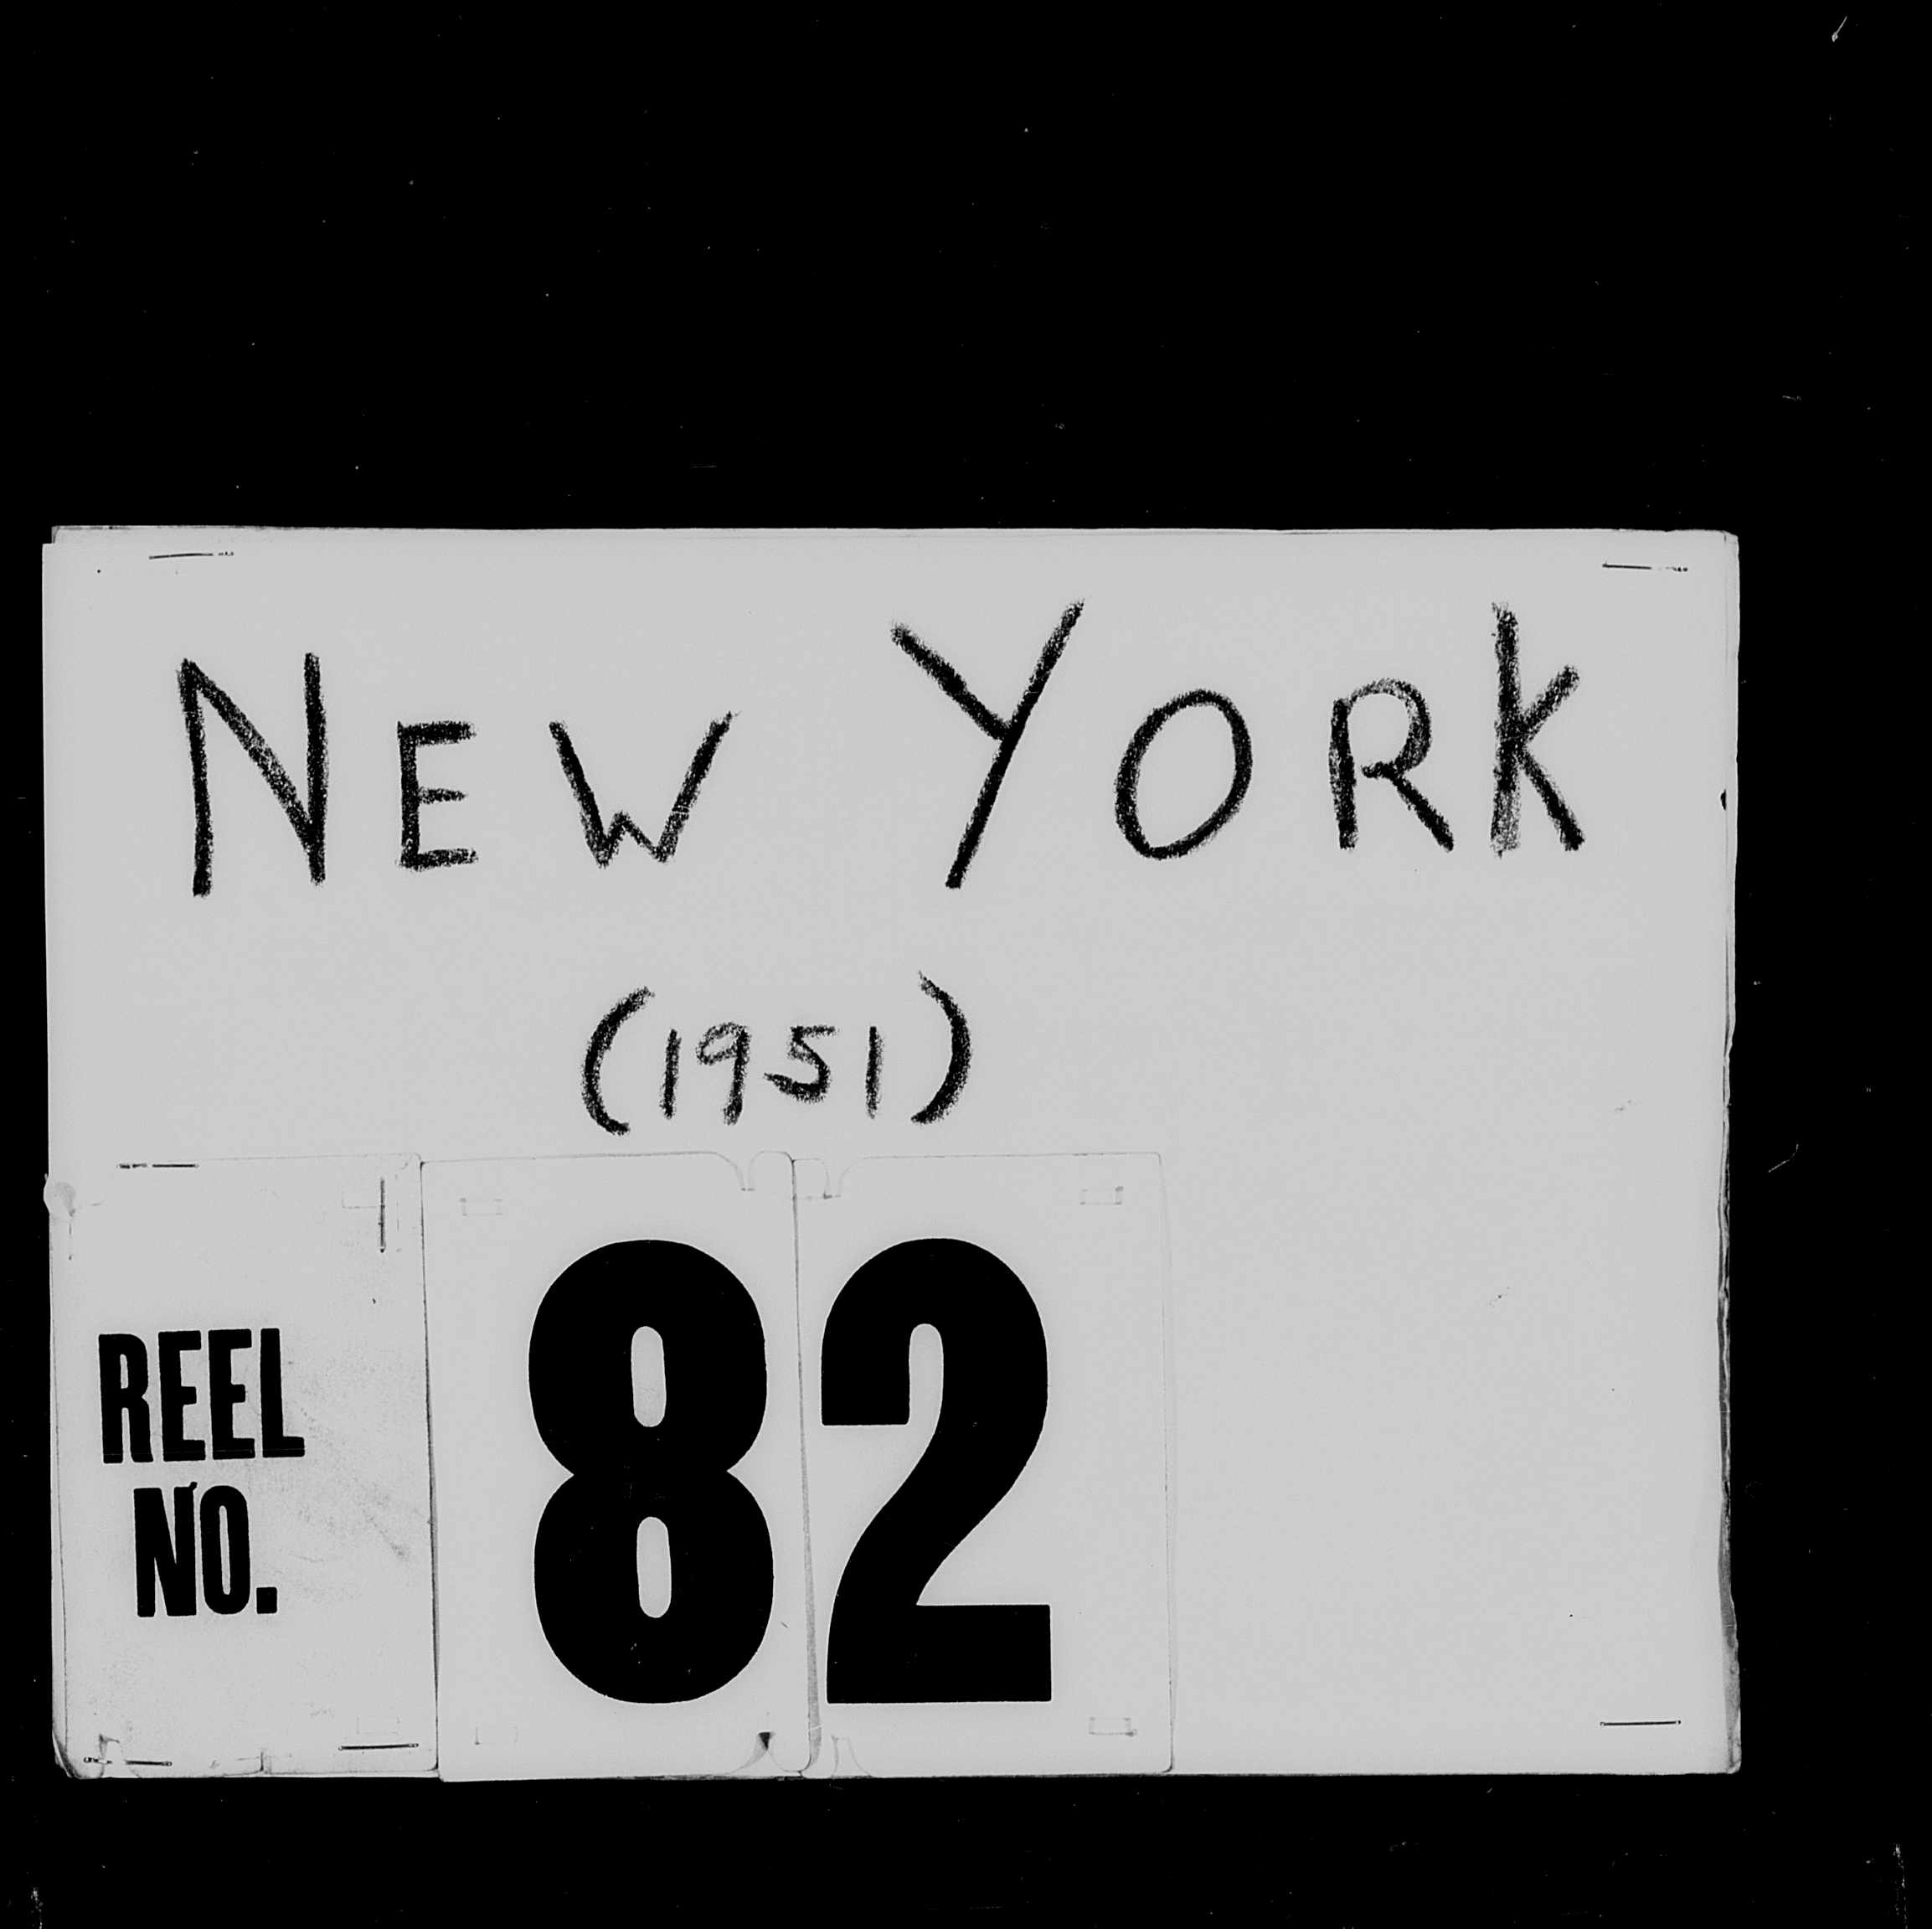 NEW YORK
(1951)
REEL
NO.
82